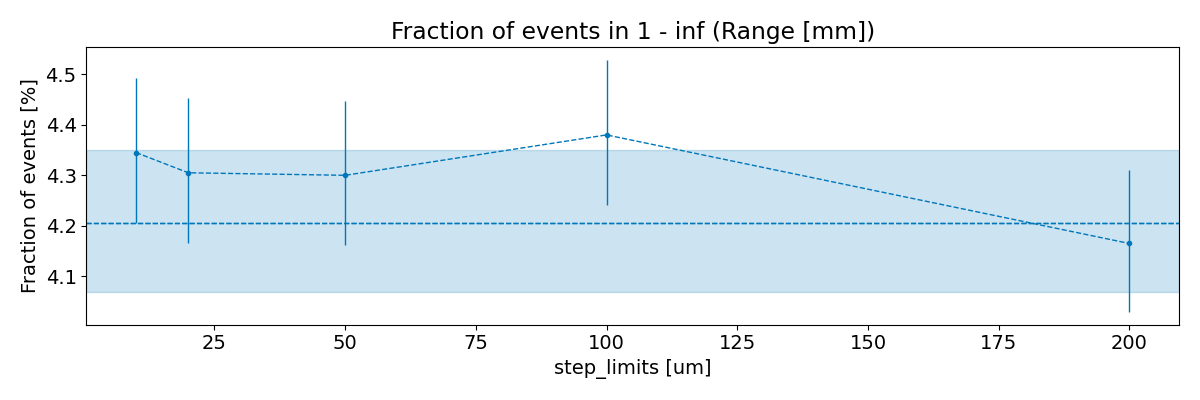 Fraction of events in 1 - inf (Range [mm])
Fraction of events [%]
4.5
4.4
4.3
4.2
4.1
25 50 75 100 125 150 175 200
step_limits [um]